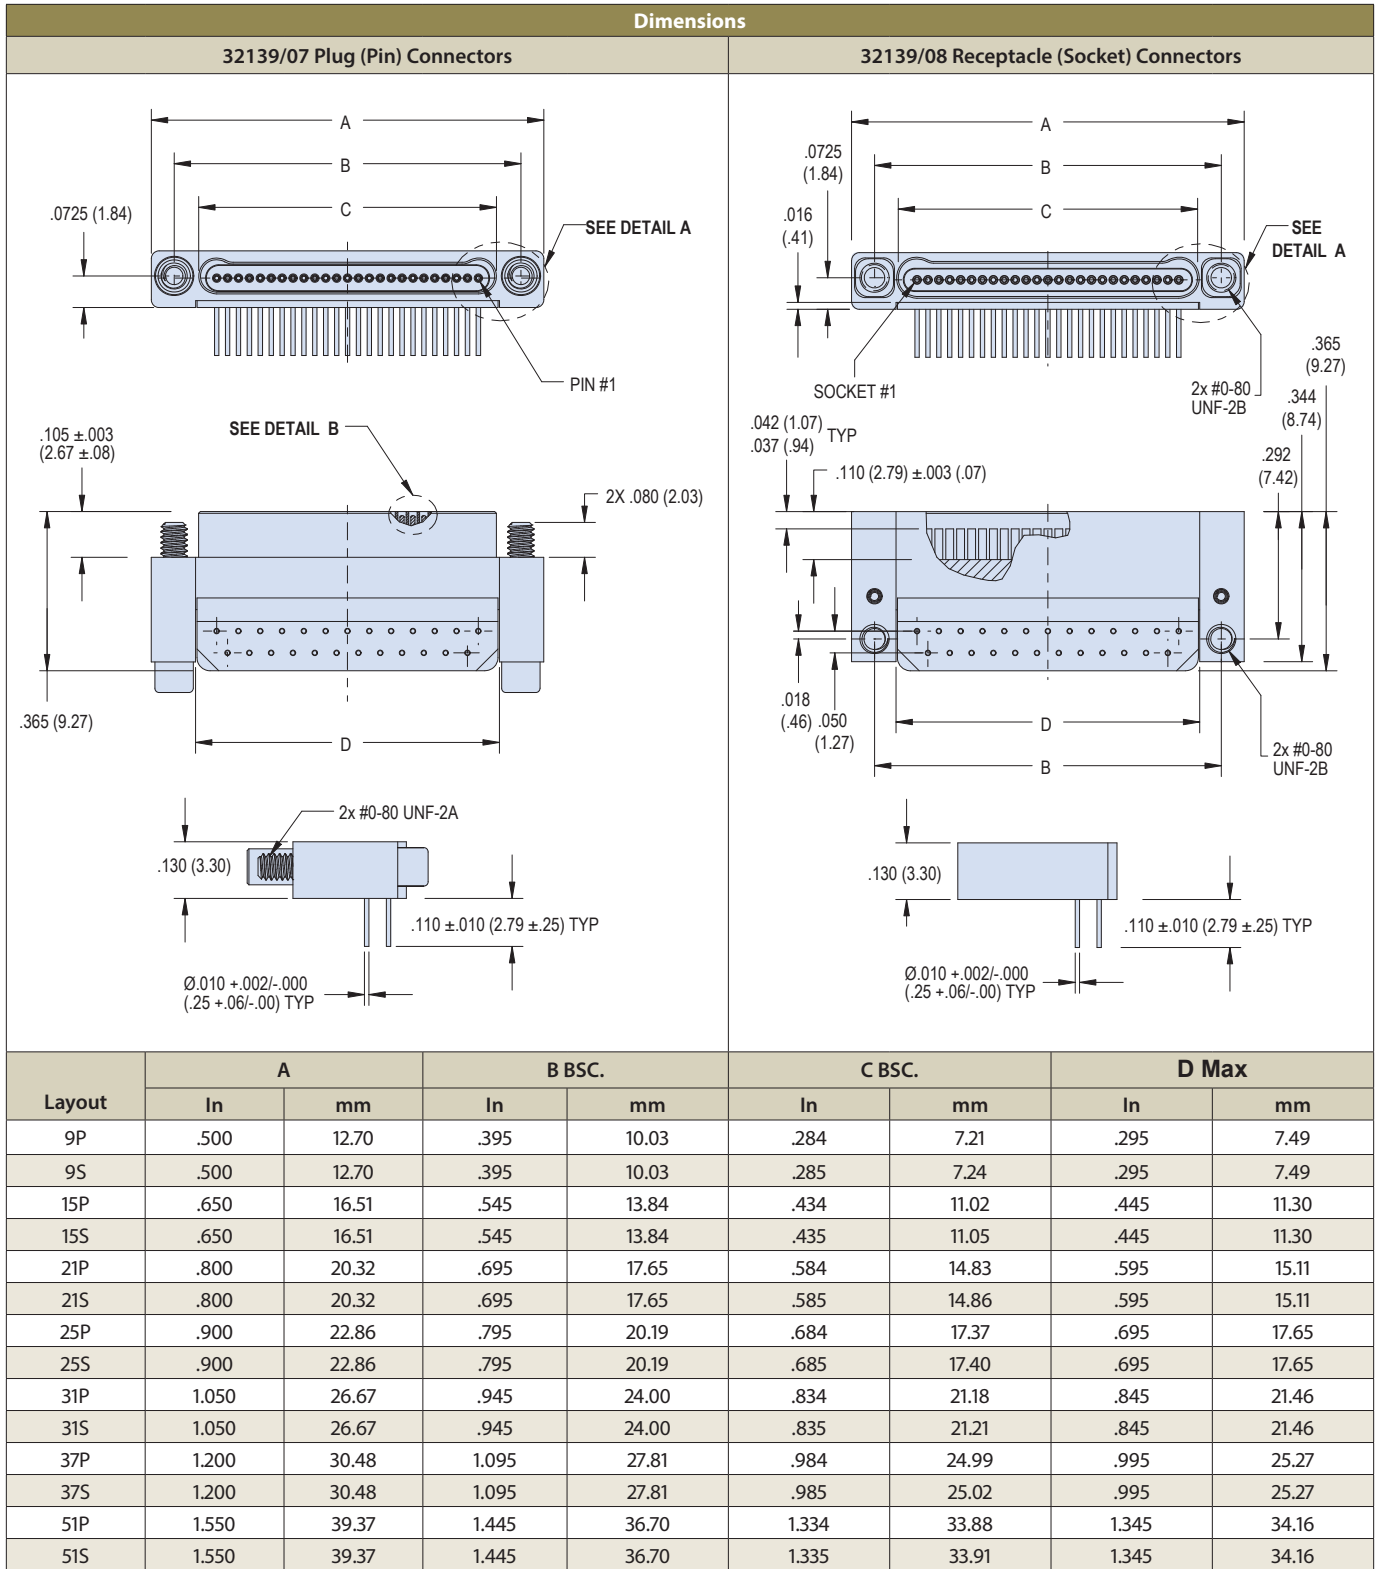 Dimensions
32139/07 Plug (Pin) Connectors
32139/08 Receptacle (Socket) Connectors
A
B
C
.0725 (1.84)
SEE DETAIL A
PIN #1
.105 ±.003
(2.67 ±.08)
SEE DETAIL B
2X .080 (2.03)
.365 (9.27)
D
2x #0-80 UNF-2A
.130 (3.30)
.110 ±.010 (2.79 ±.25) TYP
Ø.010 +.002/-.000
(.25 +.06/-.00) TYP
A
B
C
.0725
(1.84)
.016
(.41)
SEE
DETAIL A
SOCKET #1
2x #0-80
UNF-2B
.365
(9.27)
.344
(8.74)
.292
(7.42)
.042 (1.07)
.037 (.94)
TYP
.110 (2.79) ±.003 (.07)
.018
(.46)
.050
(1.27)
D
B
2x #0-80
UNF-2B
.130 (3.30)
.110 ±.010 (2.79 ±.25) TYP
Ø.010 +.002/-.000
(.25 +.06/-.00) TYP
Layout A B BSC. C BSC. D Max
In mm In mm In mm In mm
9P .500 12.70 .395 10.03 .284 7.21 .295 7.49
9S .500 12.70 .395 10.03 .285 7.24 .295 7.49
15P .650 16.51 .545 13.84 .434 11.02 .445 11.30
15S .650 16.51 .545 13.84 .435 11.05 .445 11.30
21P .800 20.32 .695 17.65 .584 14.83 .595 15.11
21S .800 20.32 .695 17.65 .585 14.86 .595 15.11
25P .900 22.86 .795 20.19 .684 17.37 .695 17.65
25S .900 22.86 .795 20.19 .685 17.40 .695 17.65
31P 1.050 26.67 .945 24.00 .834 21.18 .845 21.46
31S 1.050 26.67 .945 24.00 .835 21.21 .845 21.46
37P 1.200 30.48 1.095 27.81 .984 24.99 .995 25.27
37S 1.200 30.48 1.095 27.81 .985 25.02 .995 25.27
51P 1.550 39.37 1.445 36.70 1.334 33.88 1.345 34.16
51S 1.550 39.37 1.445 36.70 1.335 33.91 1.345 34.16